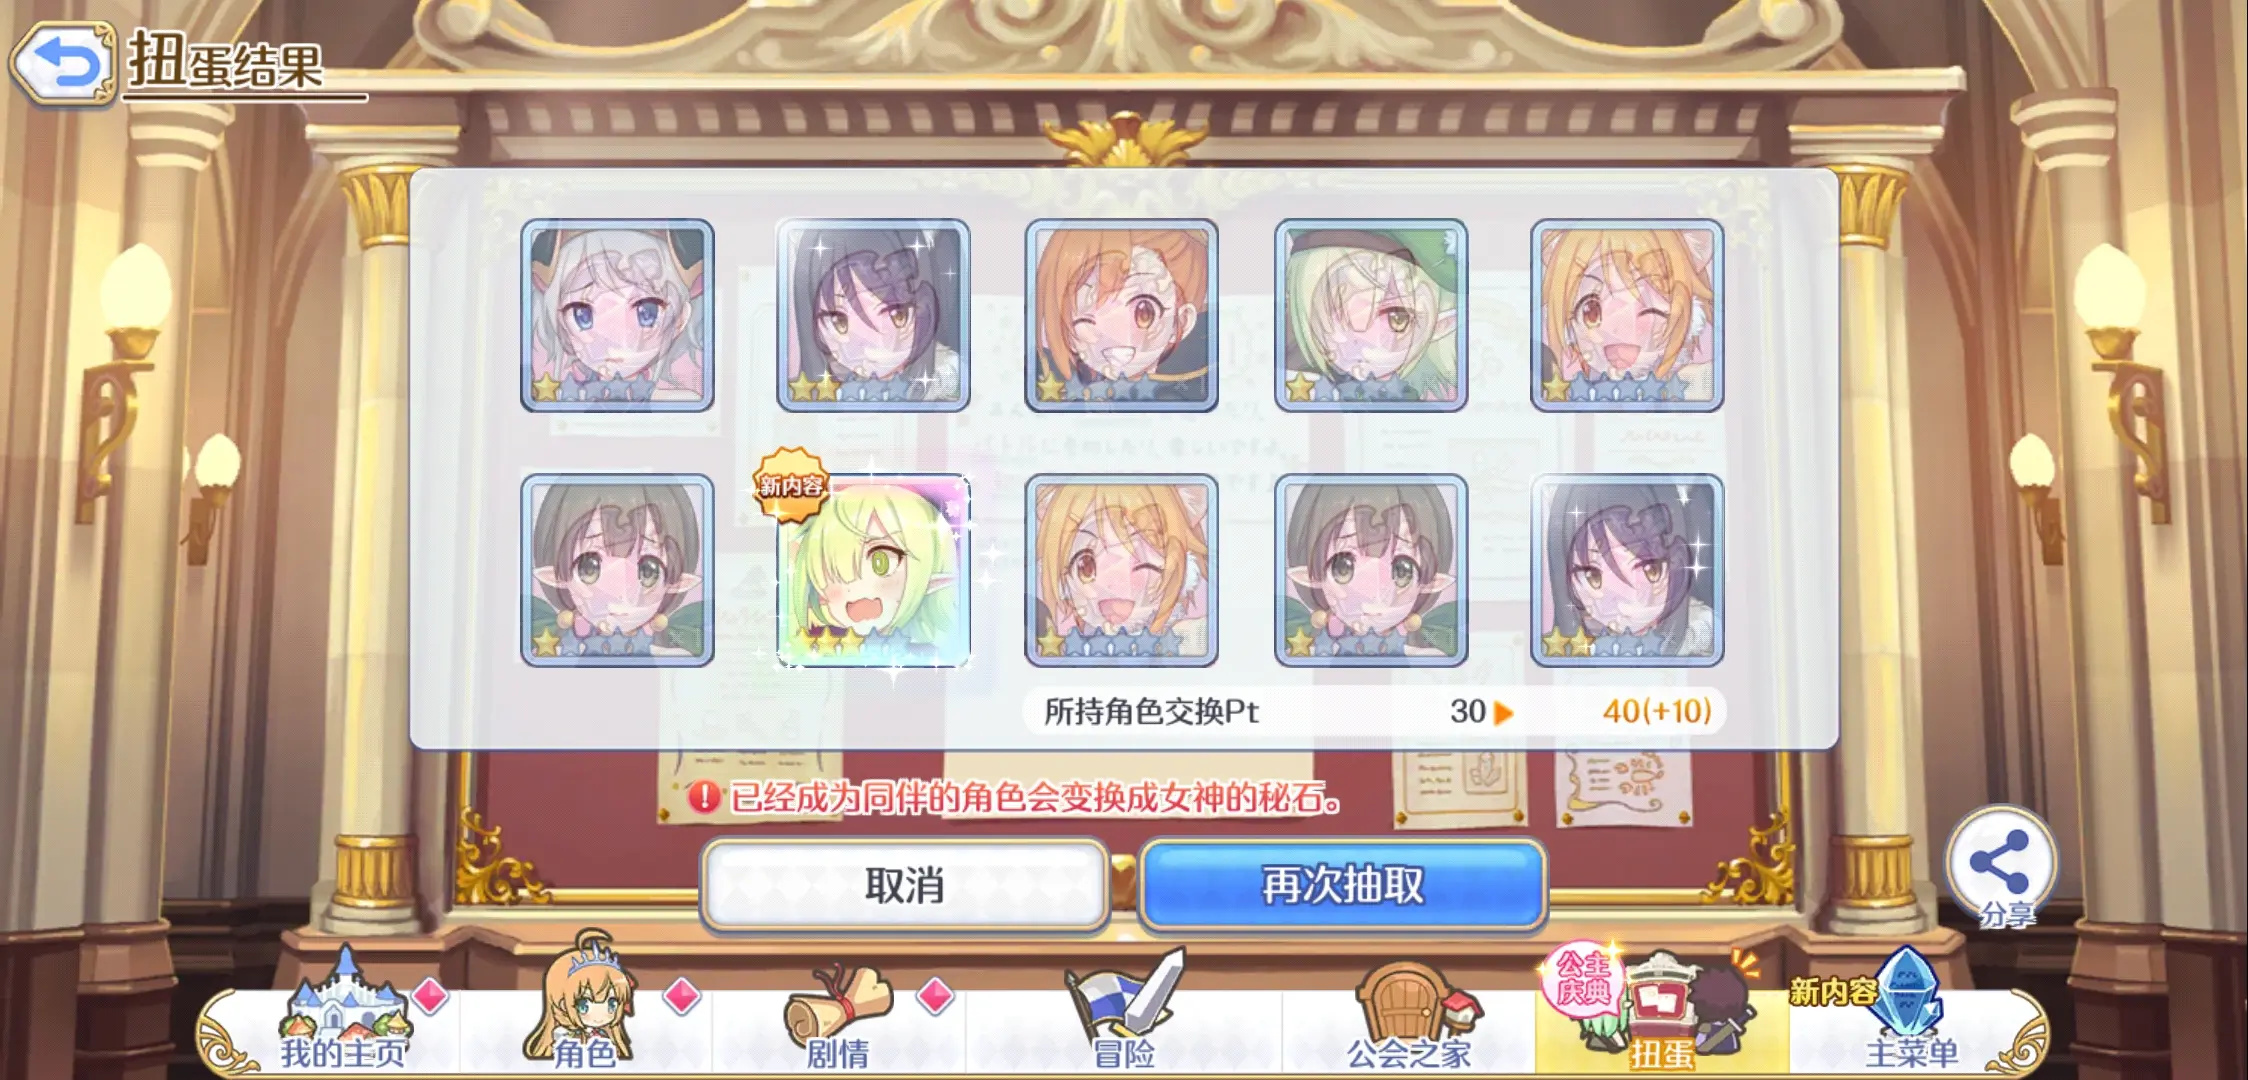 扭蛋结果
新内容
所持角色交换Pt 30 40(+10)
已经成为同伴的角色会变换成女神的秘石。
取消
再次抽取
分享
公主
庆典
新内容
我的主页
角色
剧情
冒险
公会之家
扭蛋
主菜单